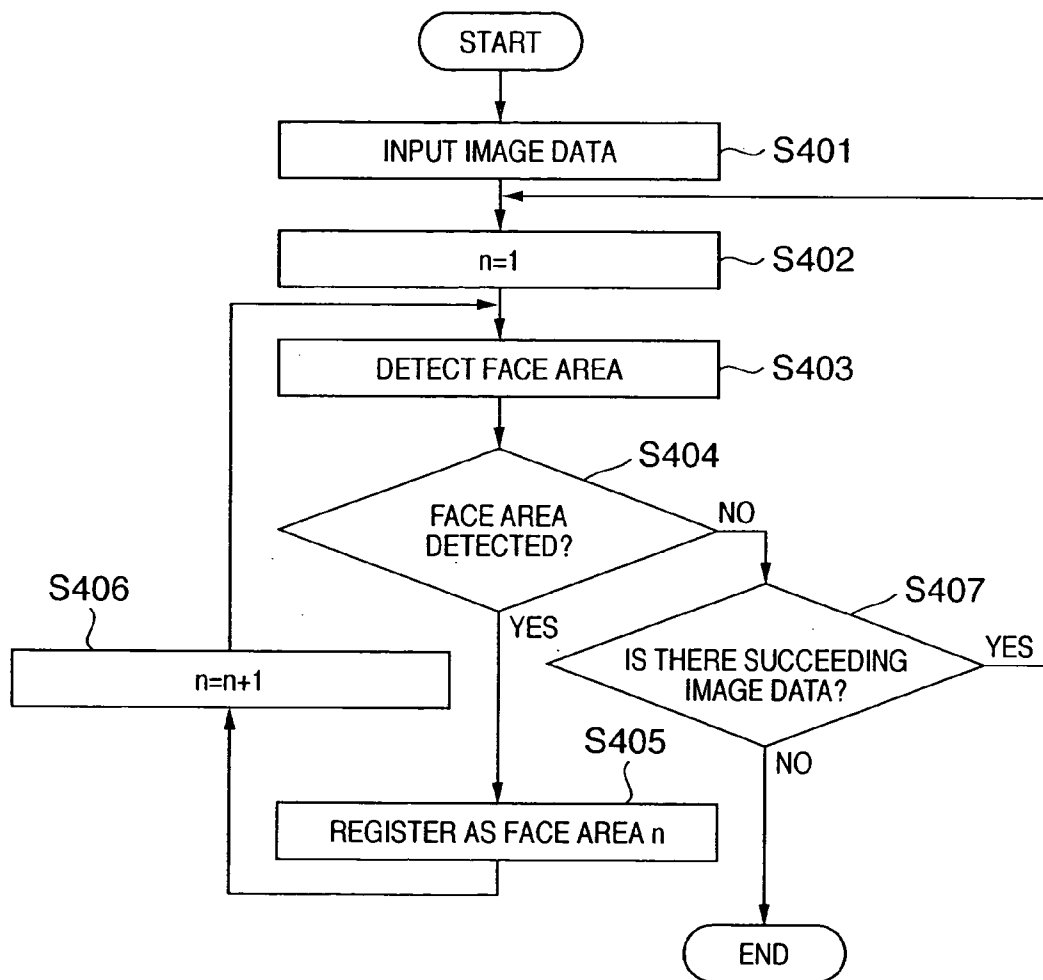 START
INPUT IMAGE DATA
S401
n=1
S402
DETECT FACE AREA
S403
S404
FACE AREA
DETECTED?
NO
S406
YES
S407
n=n+1
IS THERE SUCCEEDING
IMAGE DATA?
YES
S405
NO
REGISTER AS FACE AREA n
END